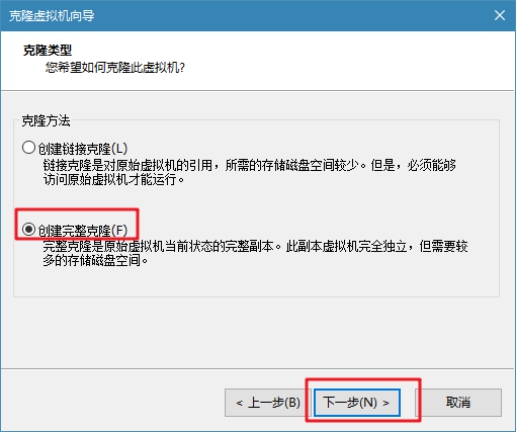 克隆虚拟机向导
克隆类型
您希望如何克隆此虚拟机?
克隆方法
创建链接克隆(L)
链接克隆是对原始虚拟机的引用，所需的存储磁盘空间较少。但是，必须能够
访问原始虚拟机才能运行。
创建完整克隆(F)
完整克隆是原始虚拟机当前状态的完整副本。此副本虚拟机完全独立，但需要较
多的存储磁盘空间。
< 上一步(B)
下一步(N) >
取消